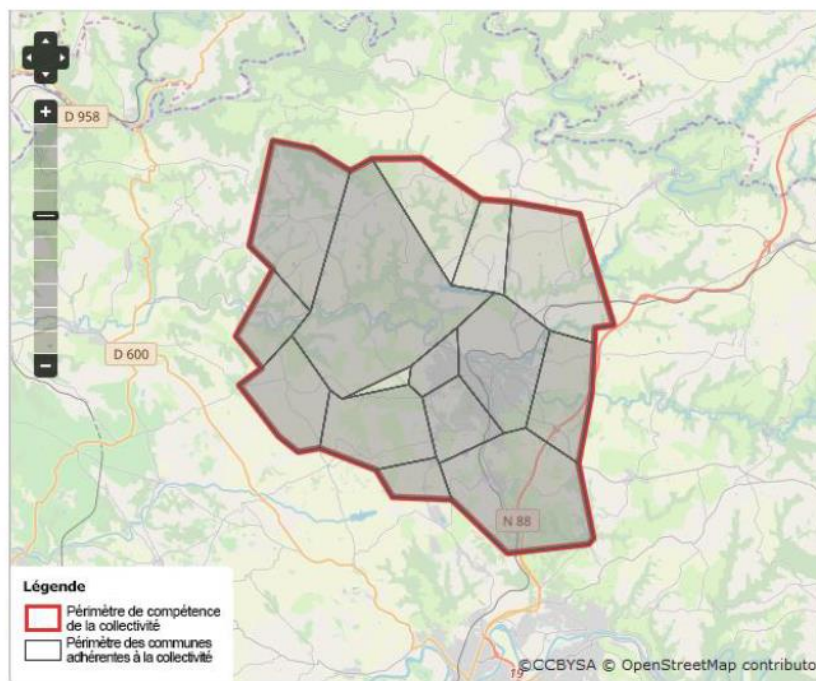 D 958
+
D 600
−
N 88
Légende
Périmètre de compétence
de la collectivité
Périmètre des communes
adhérentes à la collectivité
19
©CCBYSA © OpenStreetMap contributo